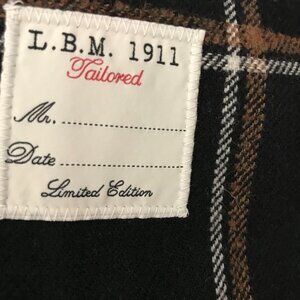 L.B.M. 1911
Tailored
Mr. ........................
Date ........................
Limited Edition